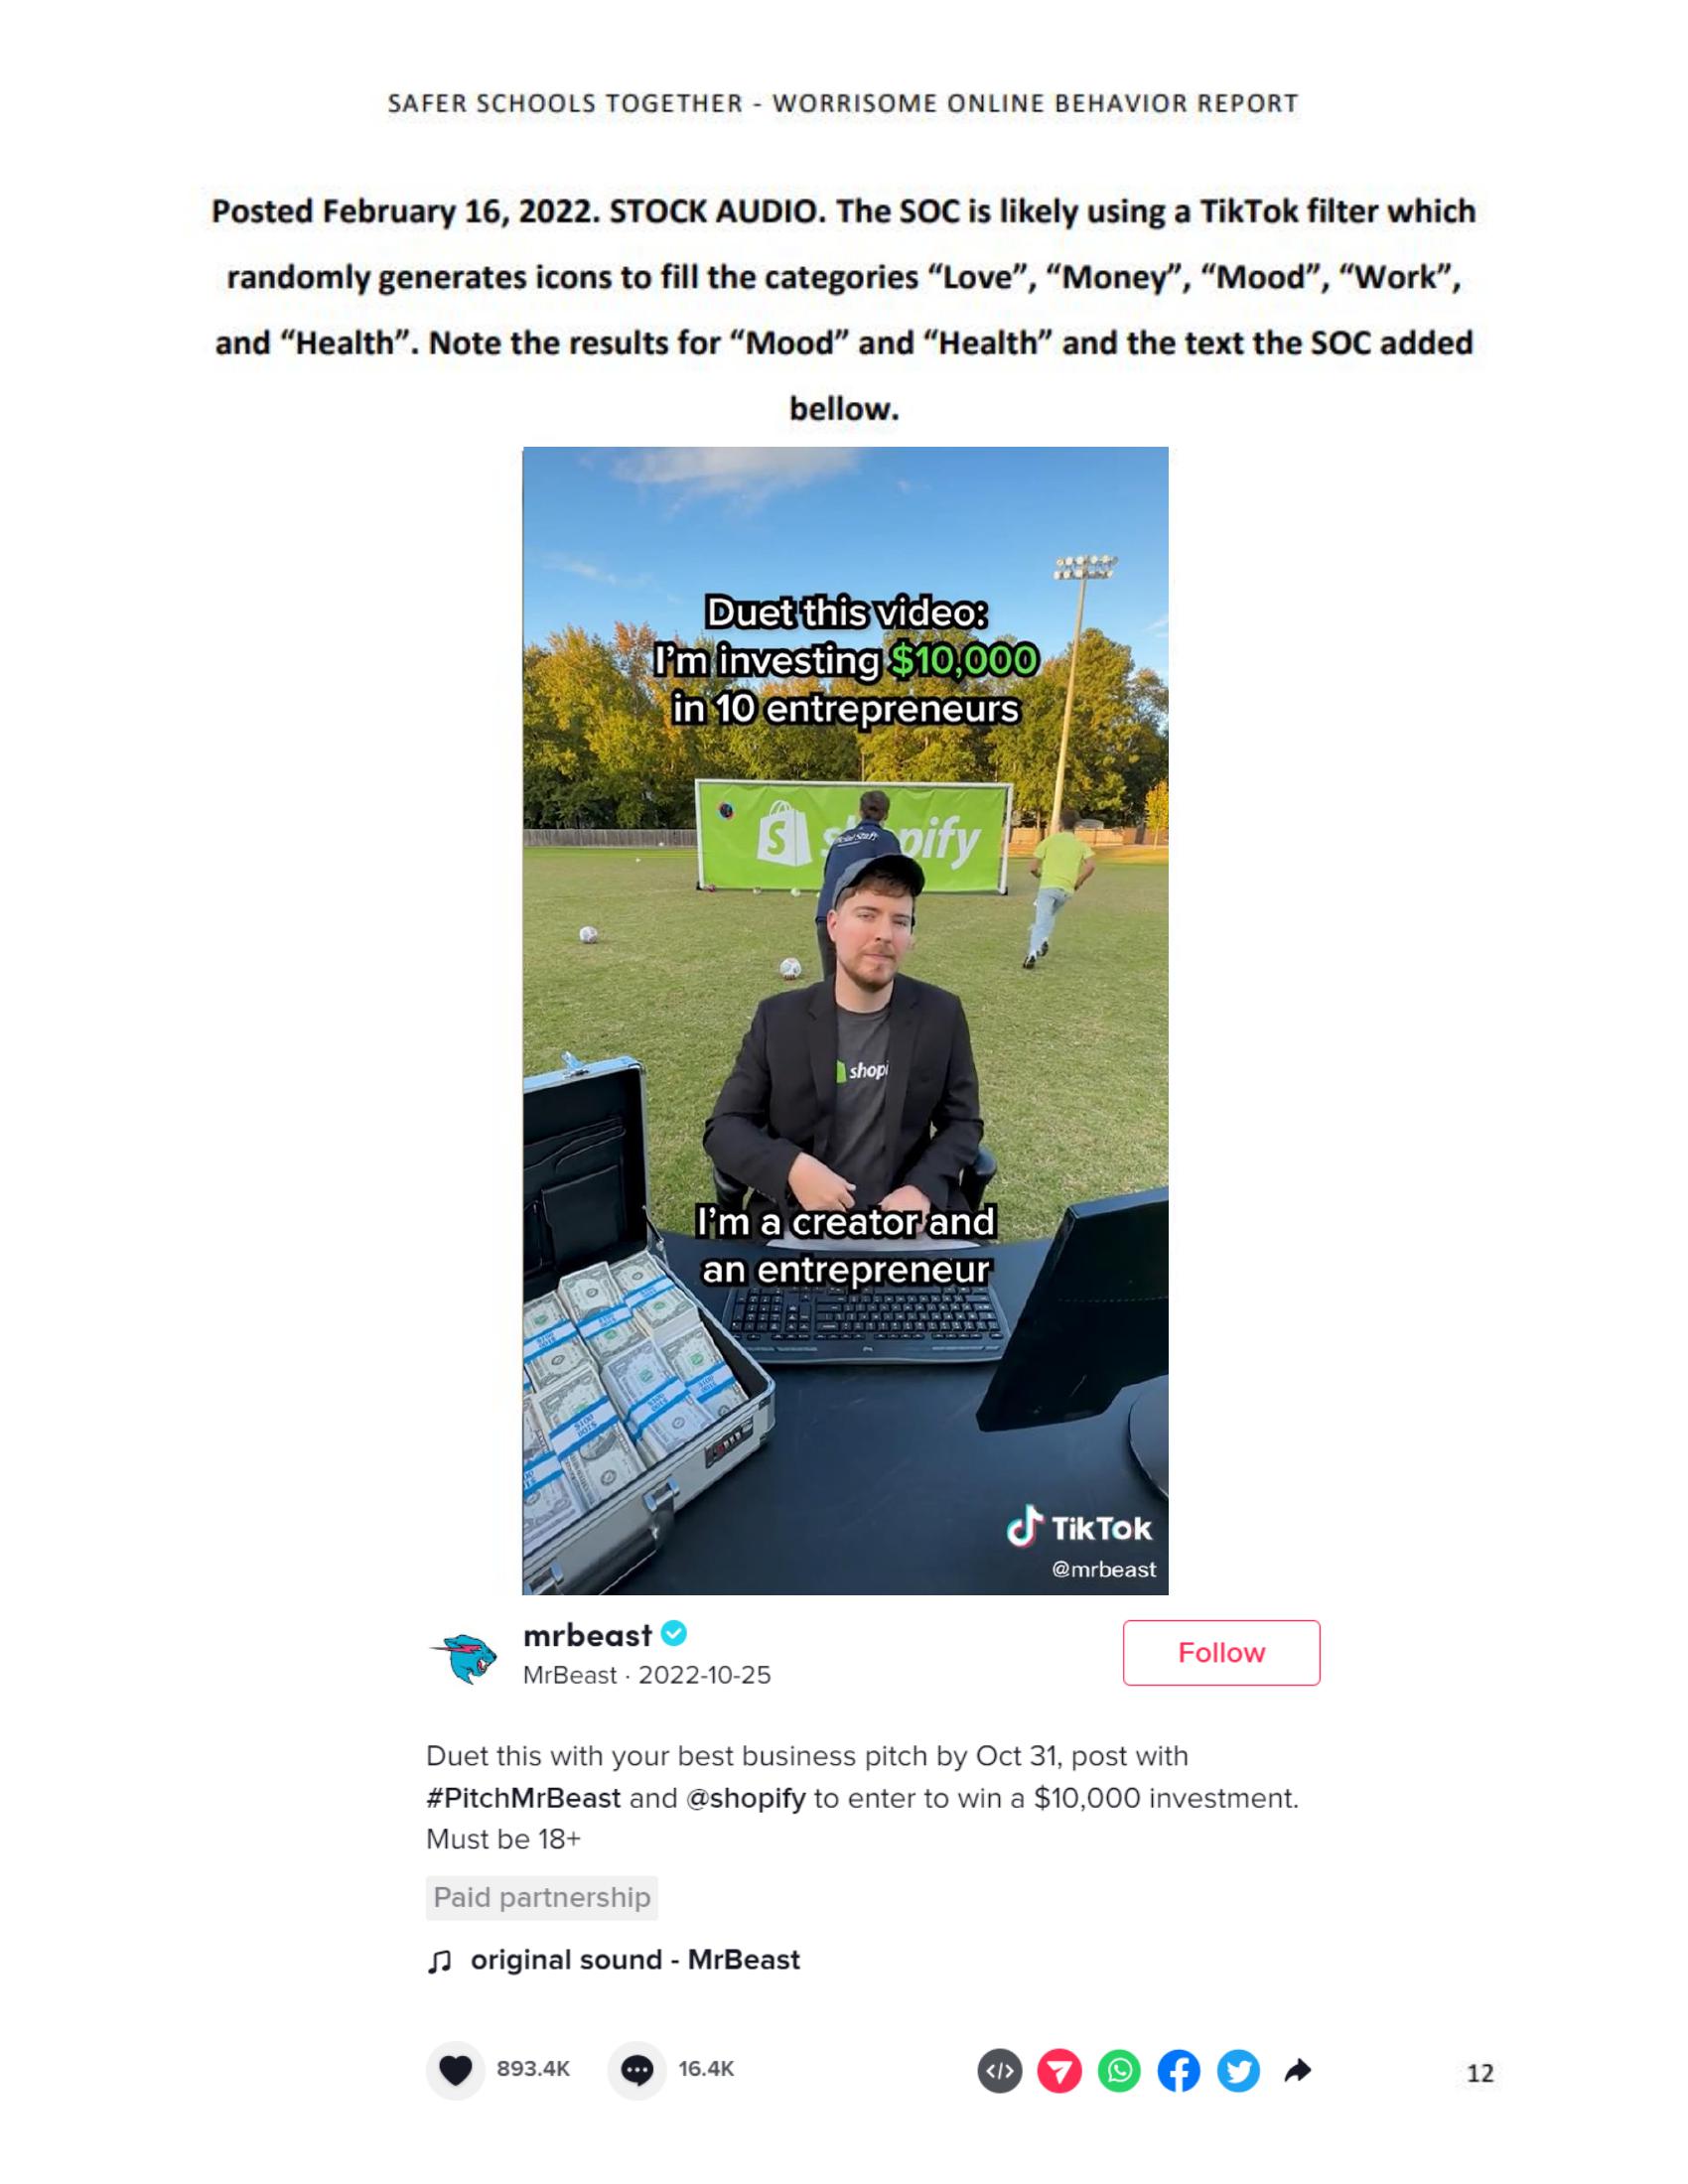 SAFER SCHOOLS TOGETHER - WORRISOME ONLINE BEHAVIOR REPORT
Posted February 16, 2022. STOCK AUDIO. The SOC is likely using a TikTok filter which
randomly generates icons to fill the categories “Love”, “Money”, “Mood”, “Work”,
and “Health”. Note the results for “Mood” and “Health” and the text the SOC added
bellow.
Duet this video:
I’m investing $10,000
in 10 entrepreneurs
shopi
I’m a creator and
an entrepreneur
TikTok
@mrbeast
mrbeast
MrBeast · 2022-10-25
Follow
Duet this with your best business pitch by Oct 31, post with
#PitchMrBeast and @shopify to enter to win a $10,000 investment.
Must be 18+
Paid partnership
original sound - MrBeast
893.4K
16.4K
12